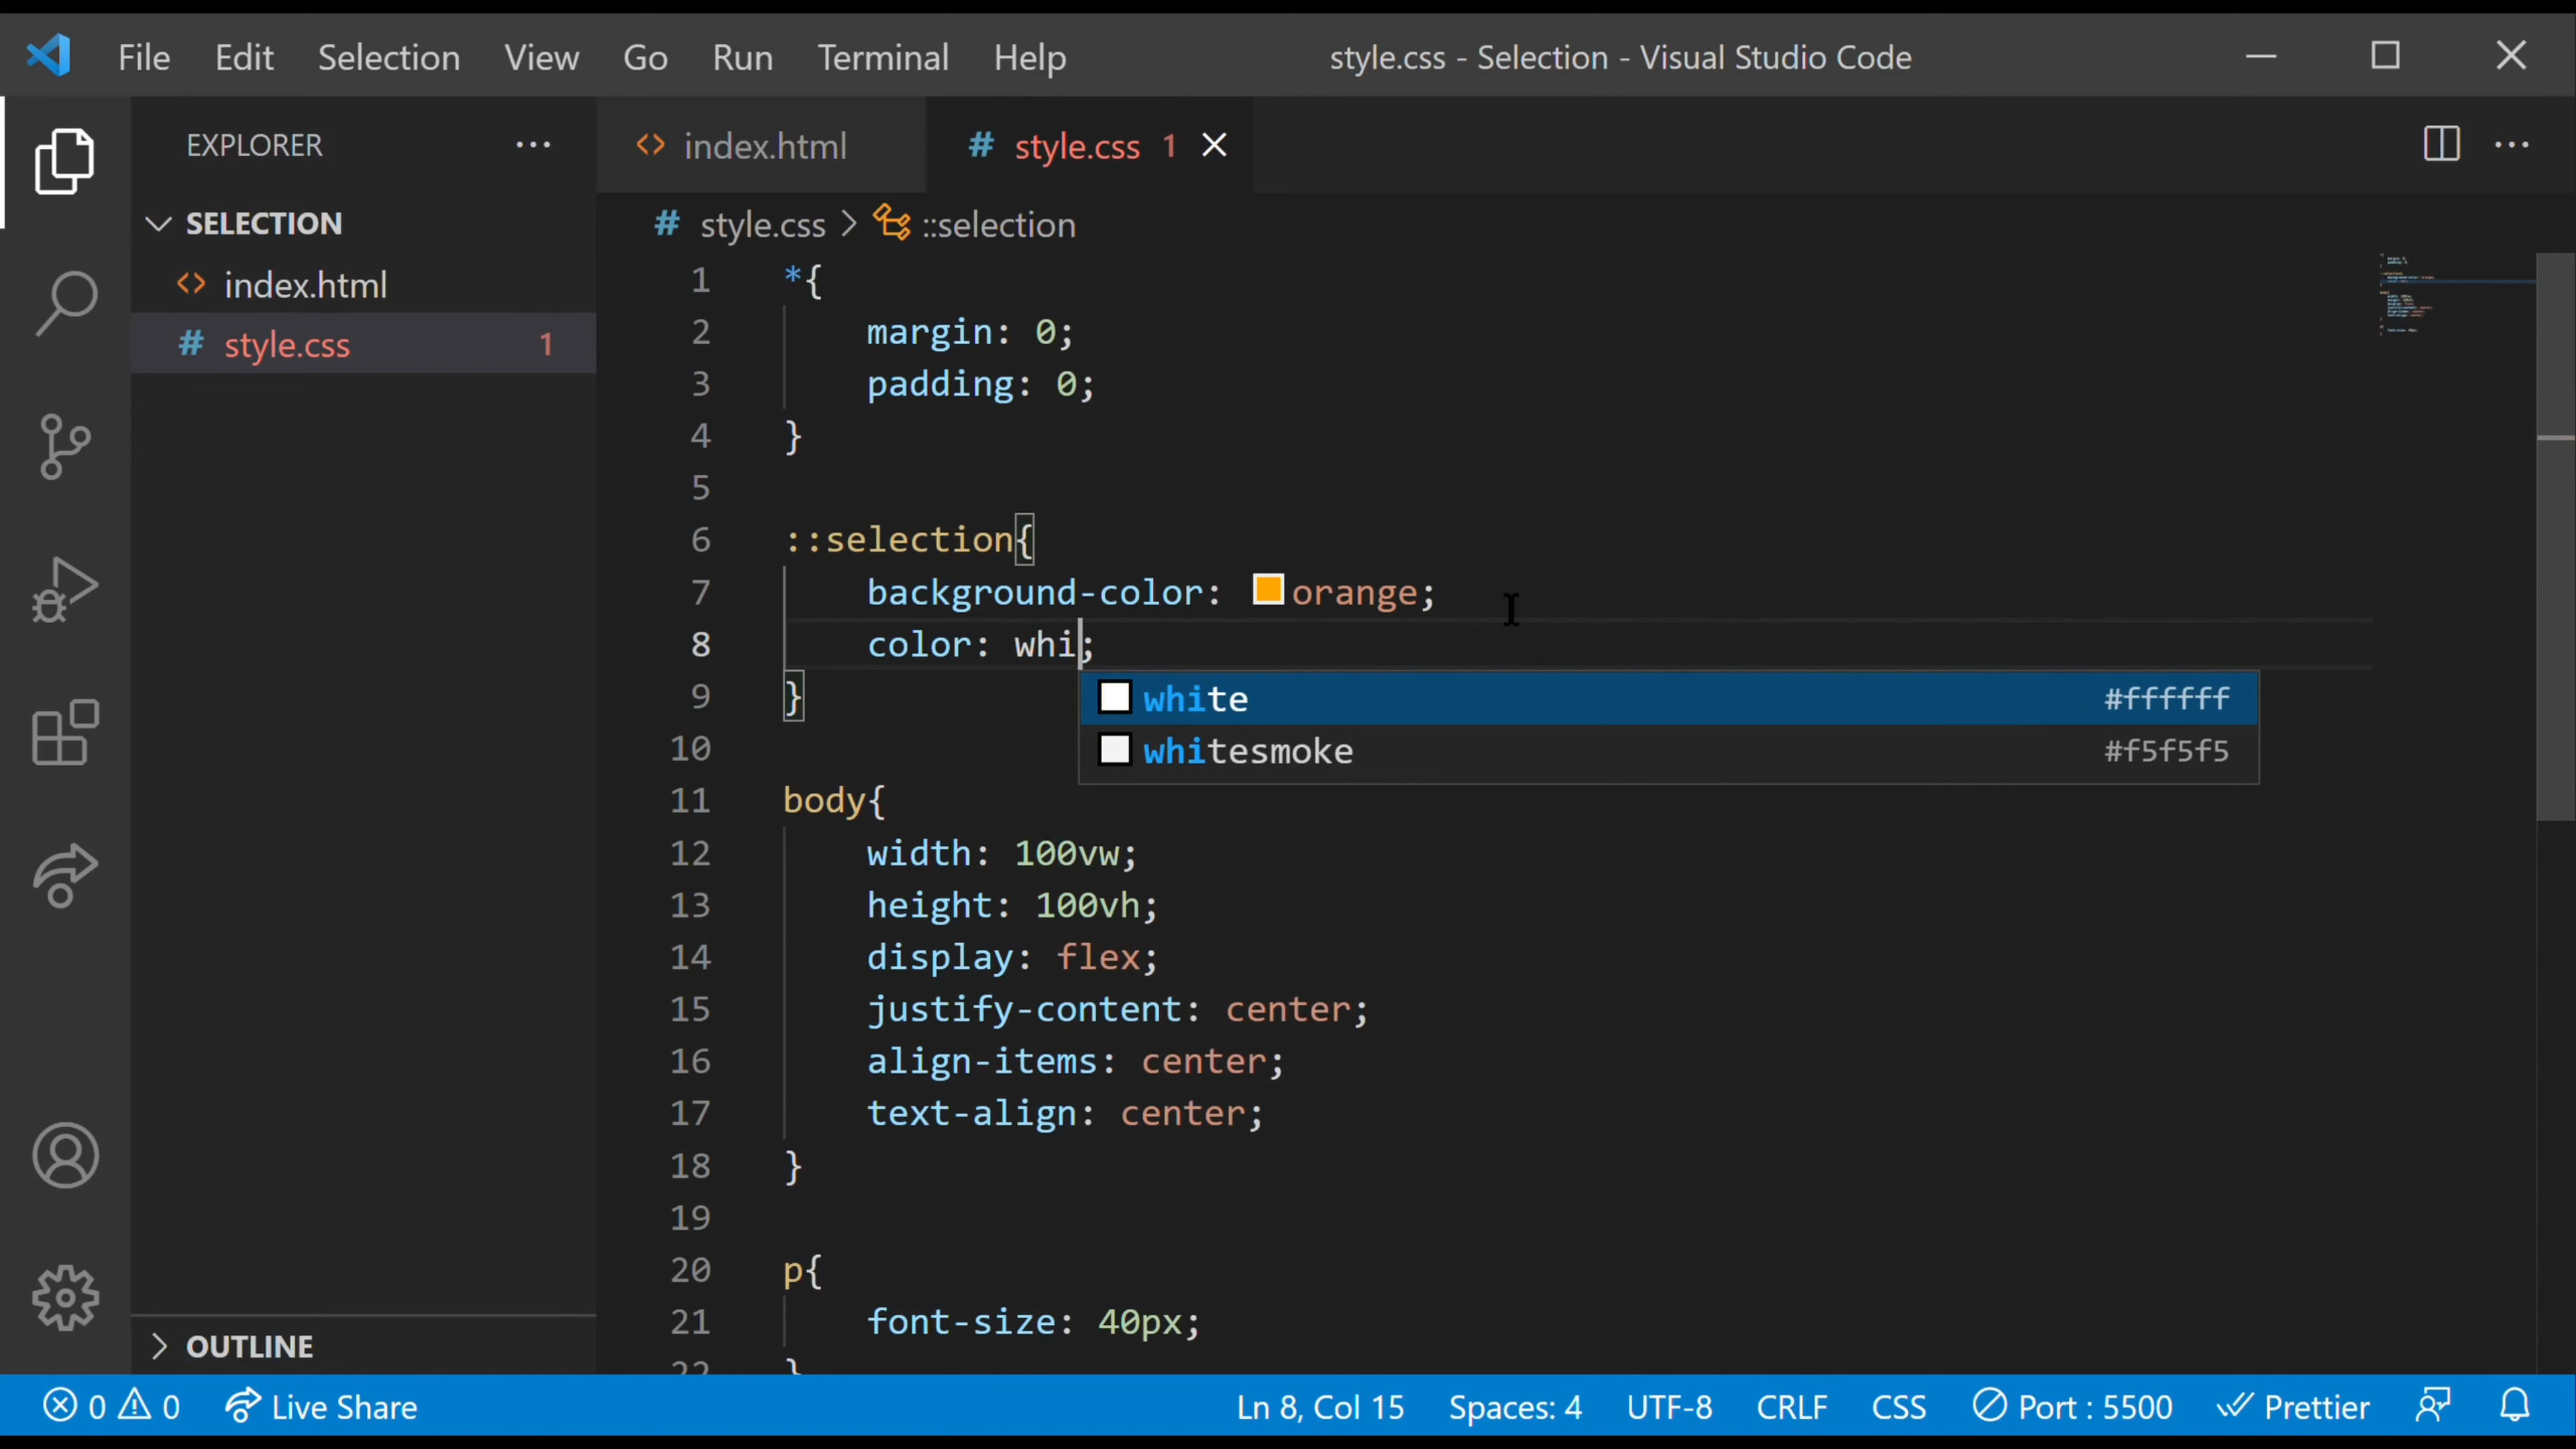 File Edit Selection View Go Run Terminal Help style.css - Selection - Visual Studio Code
EXPLORER
SELECTION
index.html
style.css 1
OUTLINE
index.html
style.css 1
style.css > ::selection
1 *{
2 margin: 0;
3 padding: 0;
4 }
5
6 ::selection{
7 background-color: orange;
8 color: whi;
white #ffffff
whitesmoke #f5f5f5
9 }
10
11 body{
12 width: 100vw;
13 height: 100vh;
14 display: flex;
15 justify-content: center;
16 align-items: center;
17 text-align: center;
18 }
19
20 p{
21 font-size: 40px;
22 }
0 0 Live Share Ln 8, Col 15 Spaces: 4 UTF-8 CRLF CSS Port : 5500 Prettier